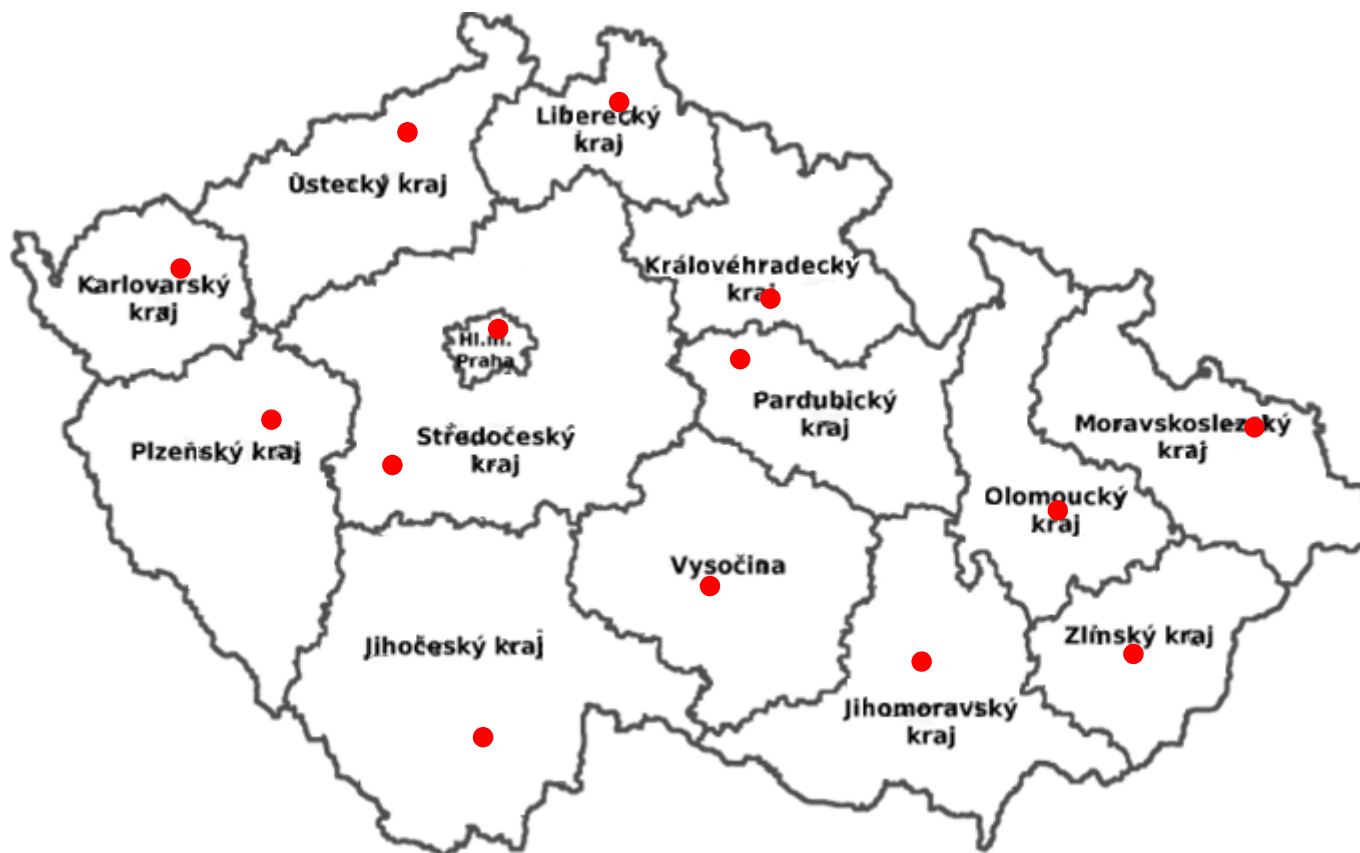 Liberecký
kraj
Ústecký kraj
Královéhradecký
kraj
Karlovarský
kraj
Hl.m.
Praha
Pardubický
kraj
Moravskoslezský
kraj
Středočeský
kraj
Plzeňský kraj
Olomoucký
kraj
Vysočina
Zlínský kraj
Jihočeský kraj
Jihomoravský
kraj